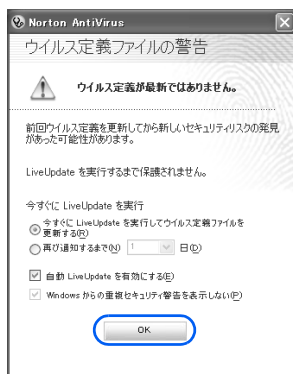 Norton AntiVirus
ウイルス定義ファイルの警告
ウイルス定義が最新ではありません。
前回ウイルス定義を更新してから新しいセキュリティリスクの発見
があった可能性があります。
LiveUpdate を実行するまで保護されません。
今すぐに LiveUpdate を実行
今すぐに LiveUpdate を実行してウイルス定義ファイルを
更新する(R)
再び通知するまで(N) 1 日(D)
自動 LiveUpdate を有効にする(E)
Windows からの重複セキュリティ警告を表示しない(P)
OK